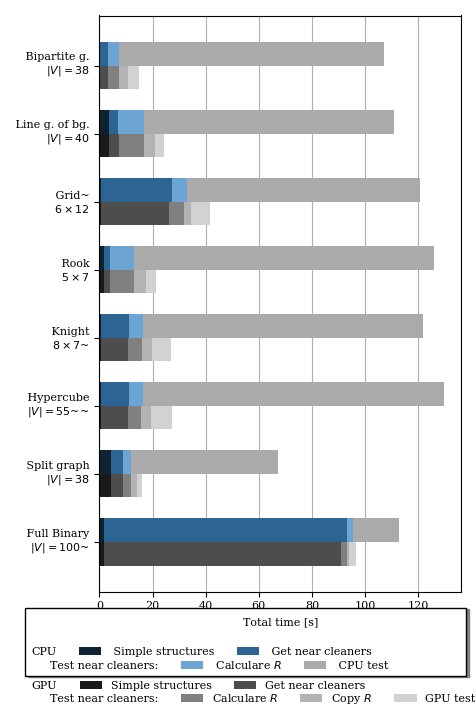 Bipartite g.
|V| = 38
Line g. of bg.
|V| = 40
Grid~
6 × 12
Rook
5 × 7
Knight
8 × 7~
Hypercube
|V| = 55~~
Split graph
|V| = 38
Full Binary
|V| = 100~
0 20 40 60 80 100 120
Total time [s]
CPU Simple structures Get near cleaners
Test near cleaners: Calculare R CPU test
GPU Simple structures Get near cleaners
Test near cleaners: Calculare R Copy R GPU test